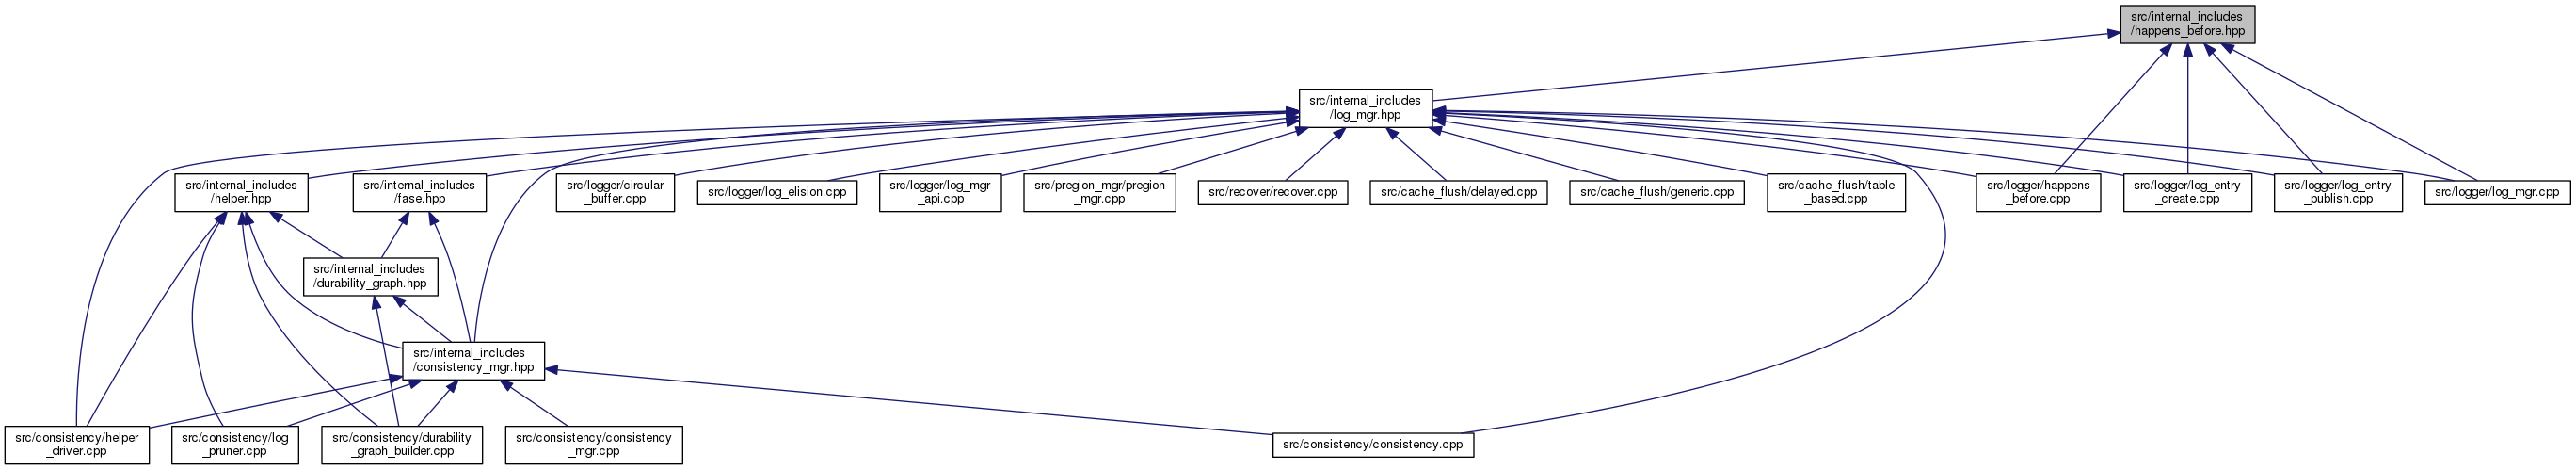 src/internal_includes
/happens_before.hpp
src/internal_includes
/log_mgr.hpp
src/internal_includes
/helper.hpp
src/internal_includes
/fase.hpp
src/logger/circular
_buffer.cpp
src/logger/log_elision.cpp
src/logger/log_mgr
_api.cpp
src/pregion_mgr/pregion
_mgr.cpp
src/recover/recover.cpp
src/cache_flush/delayed.cpp
src/cache_flush/generic.cpp
src/cache_flush/table
_based.cpp
src/logger/happens
_before.cpp
src/logger/log_entry
_create.cpp
src/logger/log_entry
_publish.cpp
src/logger/log_mgr.cpp
src/internal_includes
/durability_graph.hpp
src/internal_includes
/consistency_mgr.hpp
src/consistency/helper
_driver.cpp
src/consistency/log
_pruner.cpp
src/consistency/durability
_graph_builder.cpp
src/consistency/consistency
_mgr.cpp
src/consistency/consistency.cpp